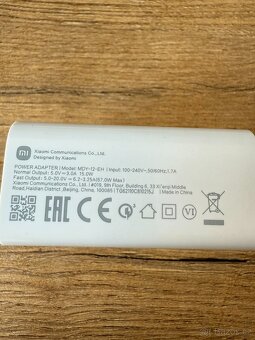 mi
Xiaomi Communications Co., Ltd.
Designed by Xiaomi
POWER ADAPTER | Model: MDY-12-EH | Input: 100-240V~,50/60Hz,1.7A
Normal Output: 5.0V⎓3.0A 15.0W
Fast Output: 5.0-20.0V⎓6.2-3.25A(67.0W Max)
Xiaomi Communications Co., Ltd. | #019, 9th Floor, Building 6, 33 Xi'erqi Middle
Road, Haidian District, Beijing, China, 100085 |
EAC CE VI